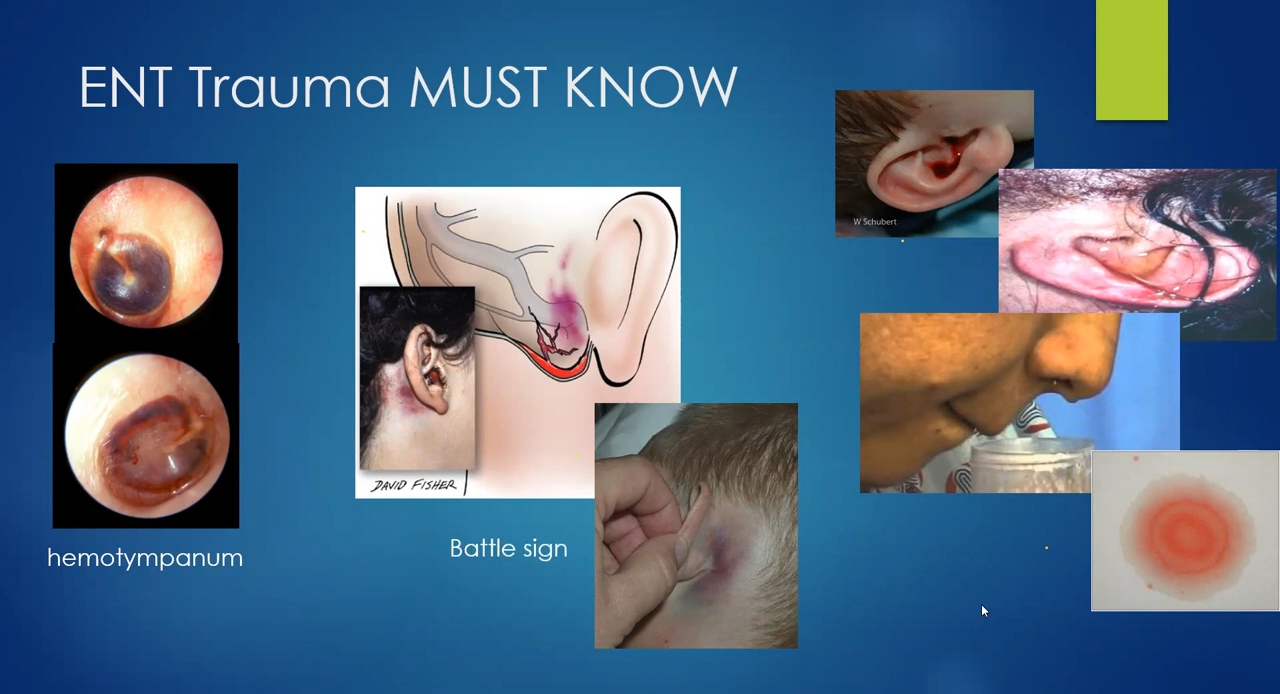 ENT Trauma MUST KNOW
W Schubert
DAVID FISHER
Battle sign
hemotympanum